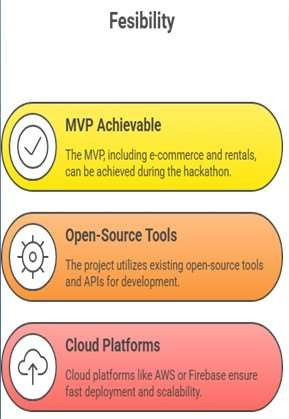 Fesibility
MVP Achievable
The MVP, including e-commerce and rentals,
can be achieved during the hackathon.
Open-Source Tools
The project utilizes existing open-source tools
and APIs for development.
Cloud Platforms
Cloud platforms like AWS or Firebase ensure
fast deployment and scalability.